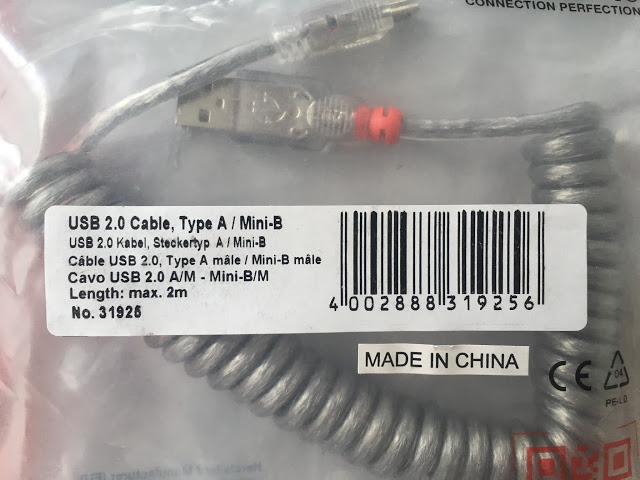 CONNECTION PERFECTION
USB 2.0 Cable, Type A / Mini-B
USB 2.0 Kabel, Steckertyp A / Mini-B
Câble USB 2.0, Type A mâle / Mini-B mâle
Cavo USB 2.0 A/M - Mini-B/M
Length: max. 2m
No. 31925
4 002888 319256
MADE IN CHINA
CE
04
PE-LD